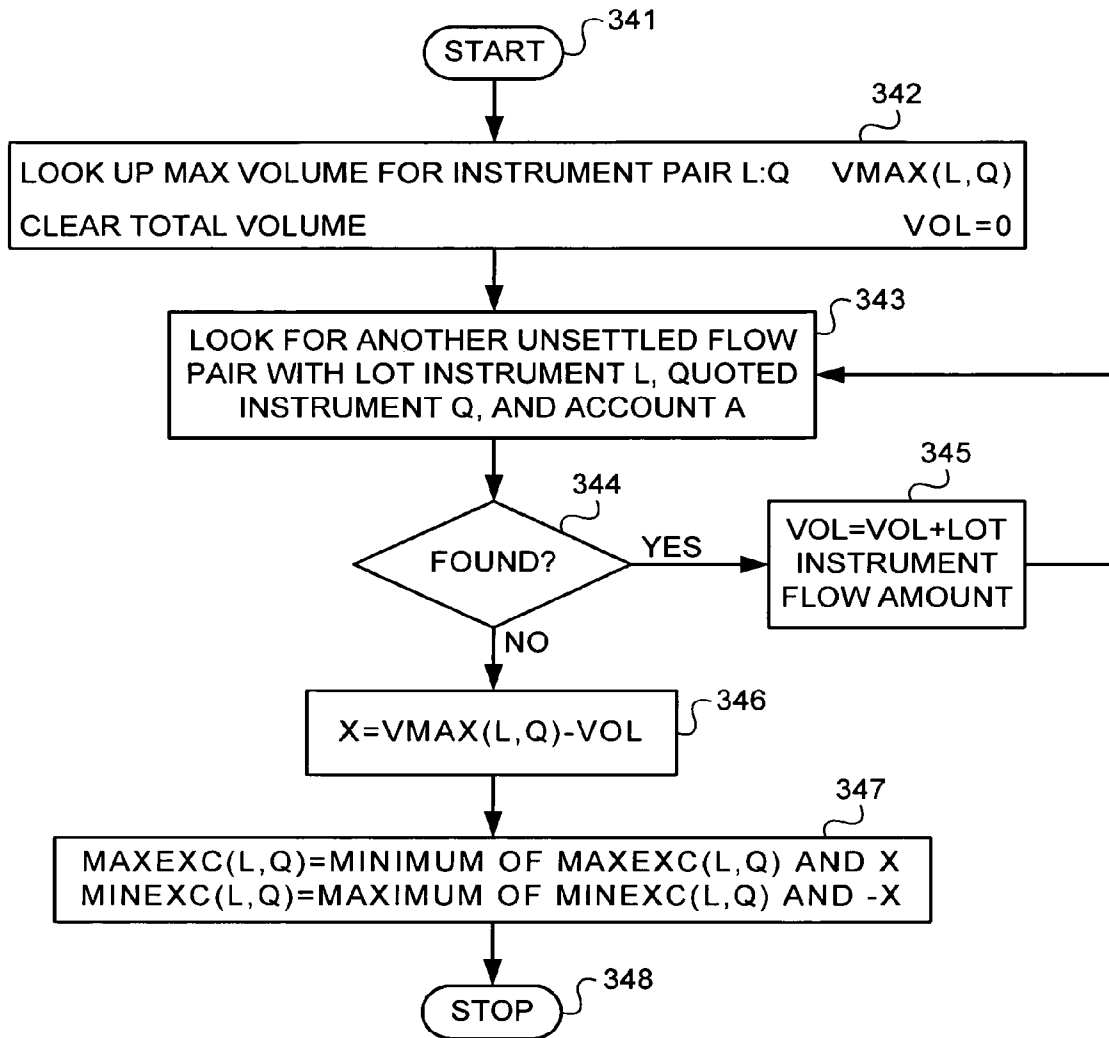 START
341
342
LOOK UP MAX VOLUME FOR INSTRUMENT PAIR L:Q VMAX(L,Q)
CLEAR TOTAL VOLUME VOL=0
343
LOOK FOR ANOTHER UNSETTLED FLOW
PAIR WITH LOT INSTRUMENT L, QUOTED
INSTRUMENT Q, AND ACCOUNT A
344
FOUND?
YES
345
VOL=VOL+LOT
INSTRUMENT
FLOW AMOUNT
NO
346
X=VMAX(L,Q)-VOL
347
MAXEXC(L,Q)=MINIMUM OF MAXEXC(L,Q) AND X
MINEXC(L,Q)=MAXIMUM OF MINEXC(L,Q) AND -X
STOP
348